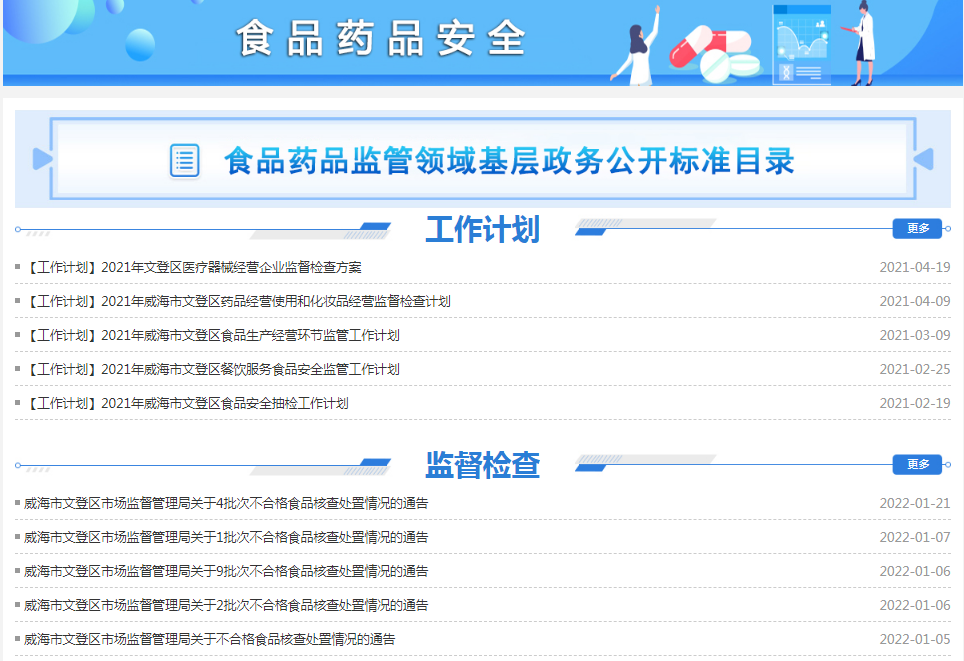 食品药品安全
食品药品监管领域基层政务公开标准目录
工作计划 更多
【工作计划】2021年文登区医疗器械经营企业监督检查方案 2021-04-19
【工作计划】2021年威海市文登区药品经营使用和化妆品经营监督检查计划 2021-04-09
【工作计划】2021年威海市文登区食品生产经营环节监管工作计划 2021-03-09
【工作计划】2021年威海市文登区餐饮服务食品安全监管工作计划 2021-02-25
【工作计划】2021年威海市文登区食品安全抽检工作计划 2021-02-19
监督检查 更多
威海市文登区市场监督管理局关于4批次不合格食品核查处置情况的通告 2022-01-21
威海市文登区市场监督管理局关于1批次不合格食品核查处置情况的通告 2022-01-07
威海市文登区市场监督管理局关于9批次不合格食品核查处置情况的通告 2022-01-06
威海市文登区市场监督管理局关于2批次不合格食品核查处置情况的通告 2022-01-06
威海市文登区市场监督管理局关于不合格食品核查处置情况的通告 2022-01-05